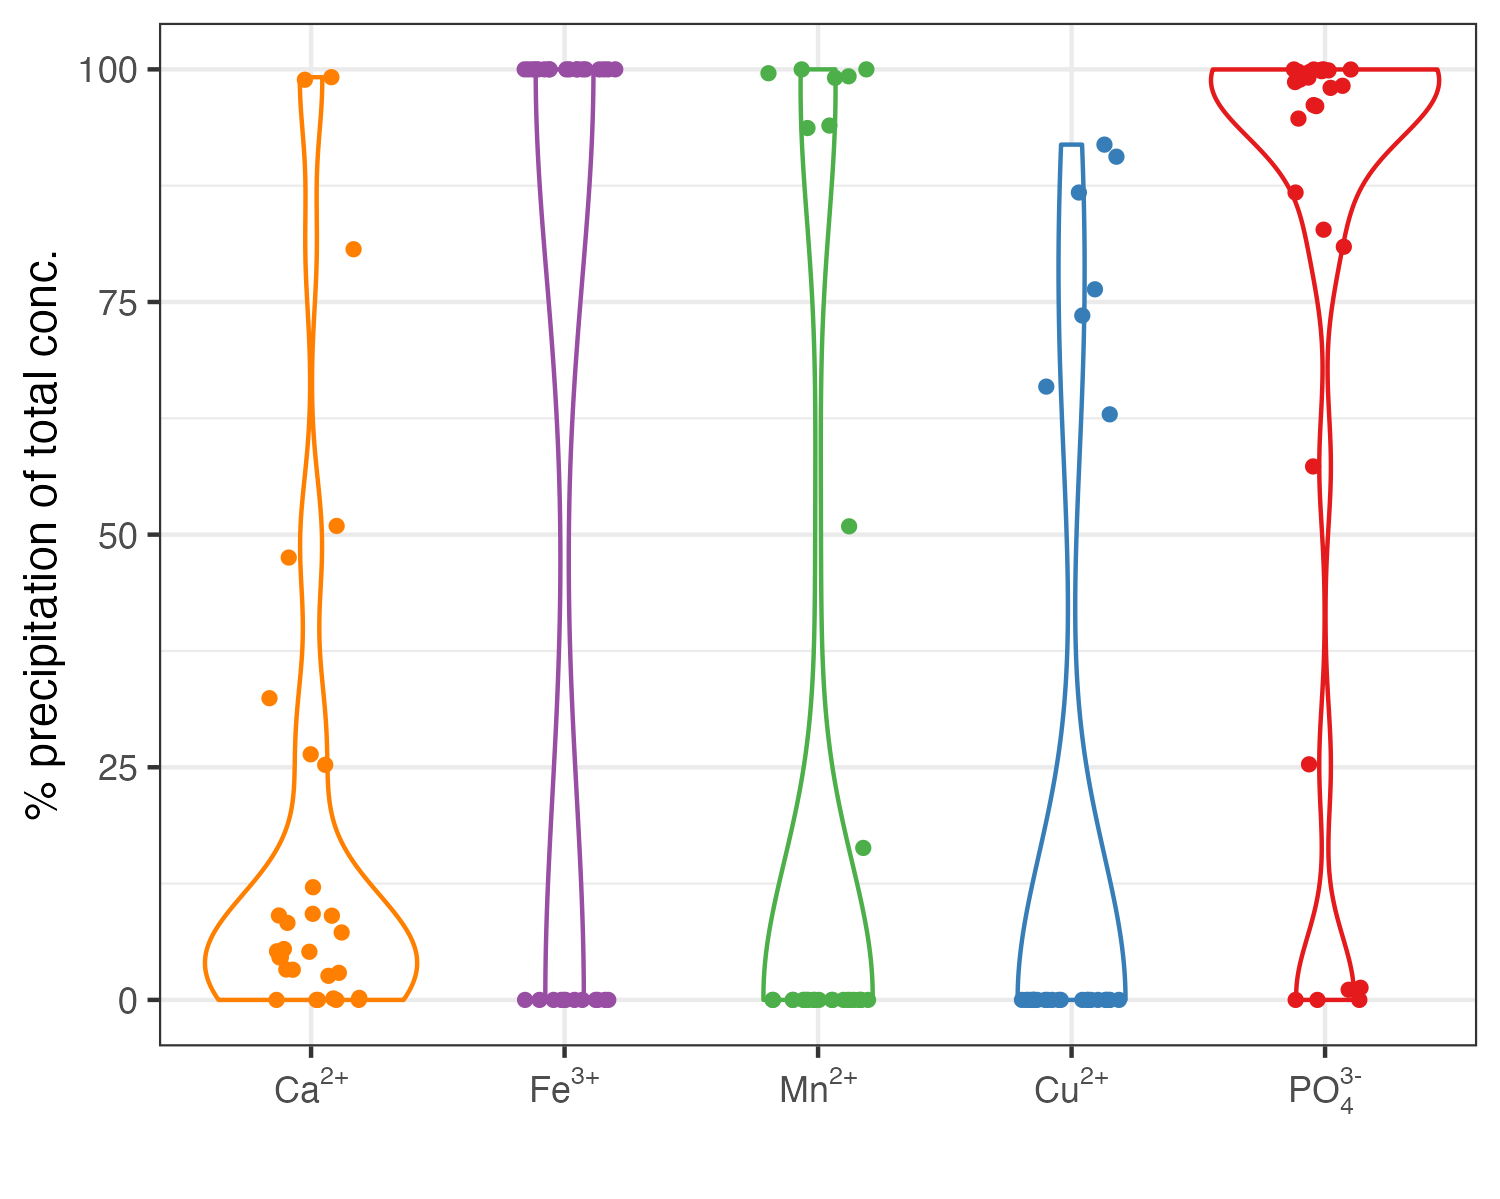 % precipitation of total conc.
100
75
50
25
0
Ca²⁺
Fe³⁺
Mn²⁺
Cu²⁺
PO₄³⁻